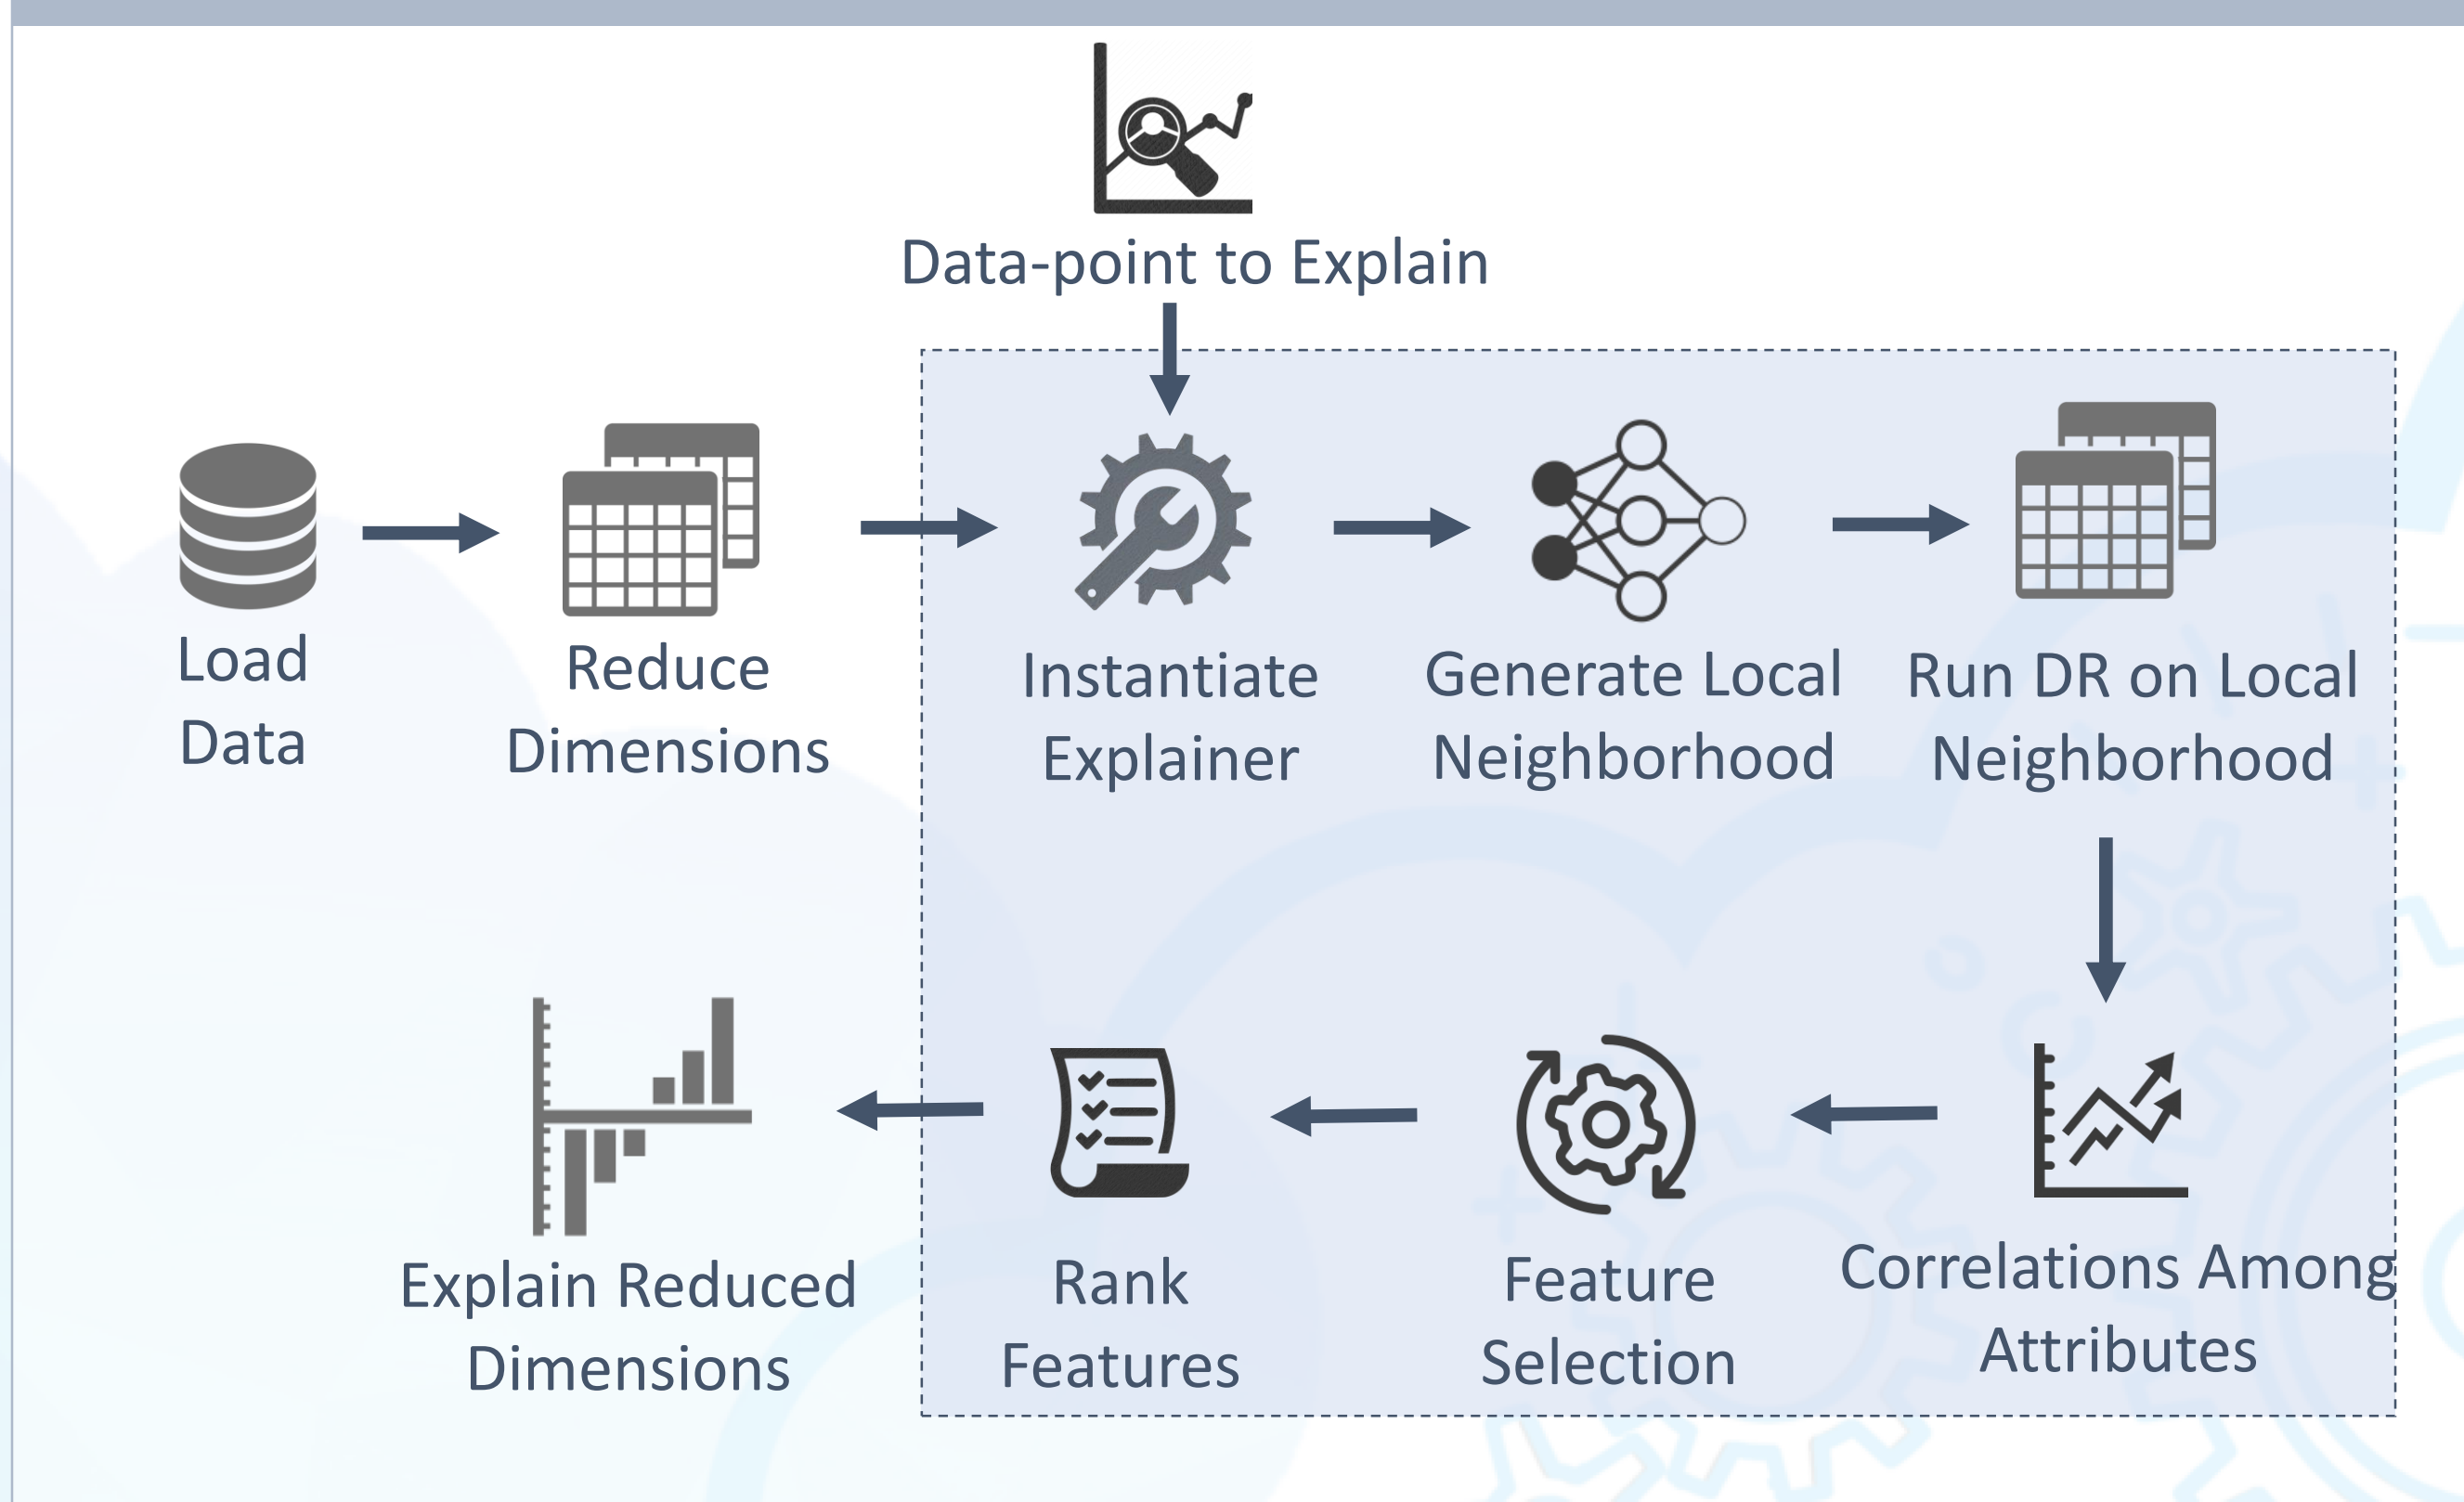 Data-point to Explain
Load
Data
Reduce
Dimensions
Instantiate
Explainer
Generate Local
Neighborhood
Run DR on Local
Neighborhood
Explain Reduced
Dimensions
Rank
Features
Feature
Selection
Correlations Among
Attributes